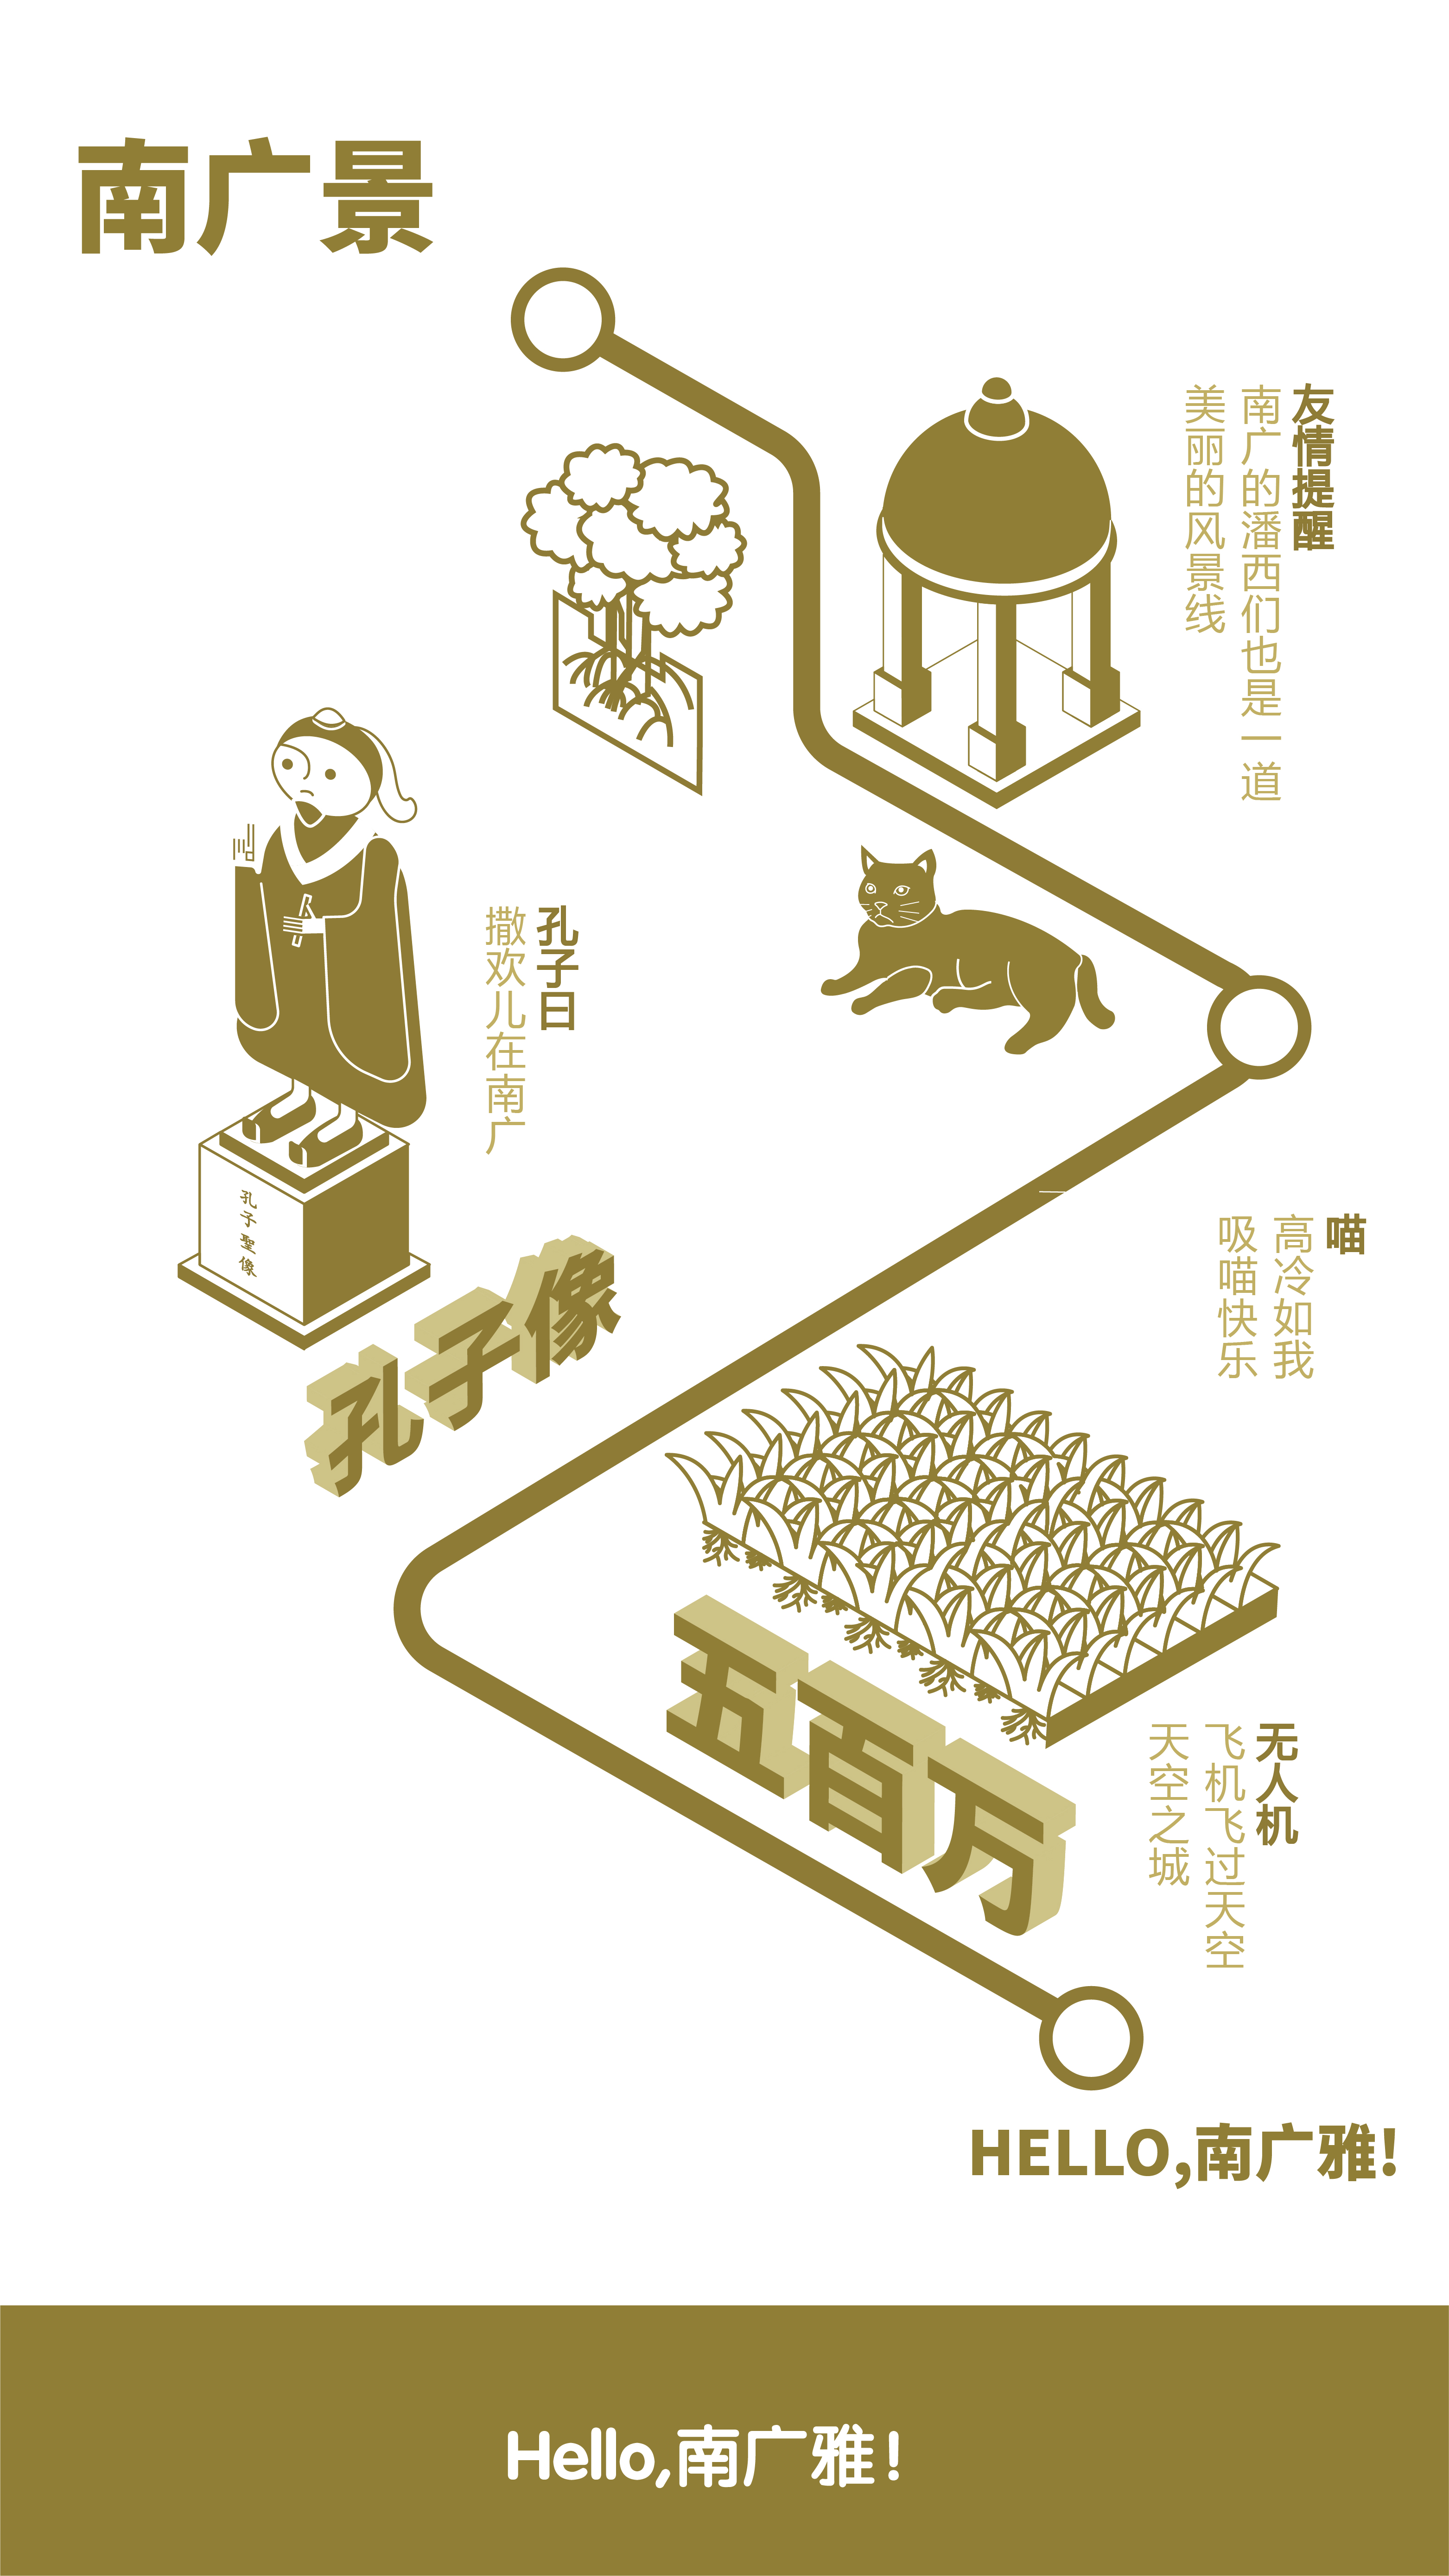 南广景
友情提醒
南广的潘西们也是一道
美丽的风景线
孔子曰
撒欢儿在南广
孔子聖像
孔子像
喵
高冷如我
吸喵快乐
五百万
无人机
飞机飞过天空
天空之城
HELLO,南广雅!
Hello,南广雅!